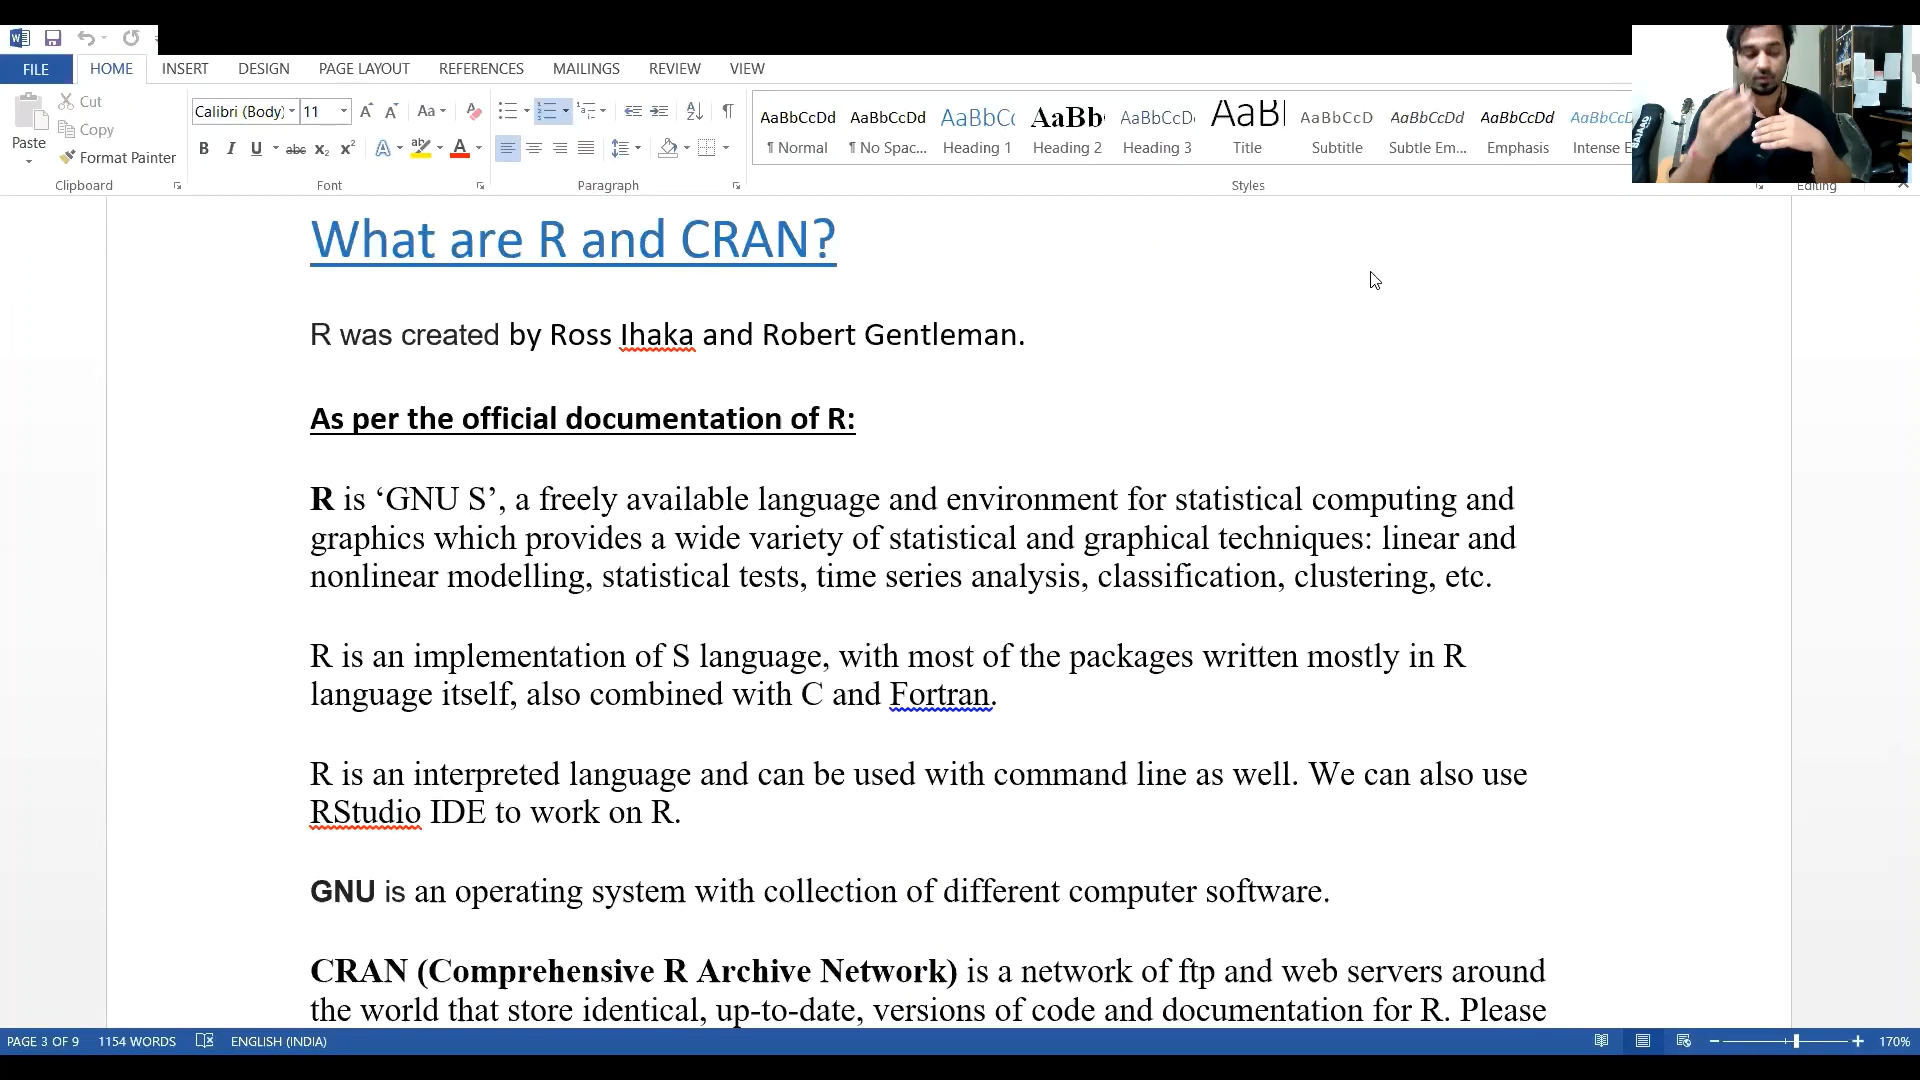 FILE HOME INSERT DESIGN PAGE LAYOUT REFERENCES MAILINGS REVIEW VIEW
Cut
Copy
Format Painter
Paste
Clipboard
Calibri (Body) 11
Font
Paragraph
AaBbCcDd AaBbCcDd AaBbCc AaBb AaBbCcD AaB AaBbCcD AaBbCcDd AaBbCcDd AaBbCcD
¶ Normal ¶ No Spac... Heading 1 Heading 2 Heading 3 Title Subtitle Subtle Em... Emphasis Intense E
Styles
Editing
What are R and CRAN?
R was created by Ross Ihaka and Robert Gentleman.
As per the official documentation of R:
R is ‘GNU S’, a freely available language and environment for statistical computing and
graphics which provides a wide variety of statistical and graphical techniques: linear and
nonlinear modelling, statistical tests, time series analysis, classification, clustering, etc.
R is an implementation of S language, with most of the packages written mostly in R
language itself, also combined with C and Fortran.
R is an interpreted language and can be used with command line as well. We can also use
RStudio IDE to work on R.
GNU is an operating system with collection of different computer software.
CRAN (Comprehensive R Archive Network) is a network of ftp and web servers around
the world that store identical, up-to-date, versions of code and documentation for R. Please
PAGE 3 OF 9 1154 WORDS ENGLISH (INDIA) 170%